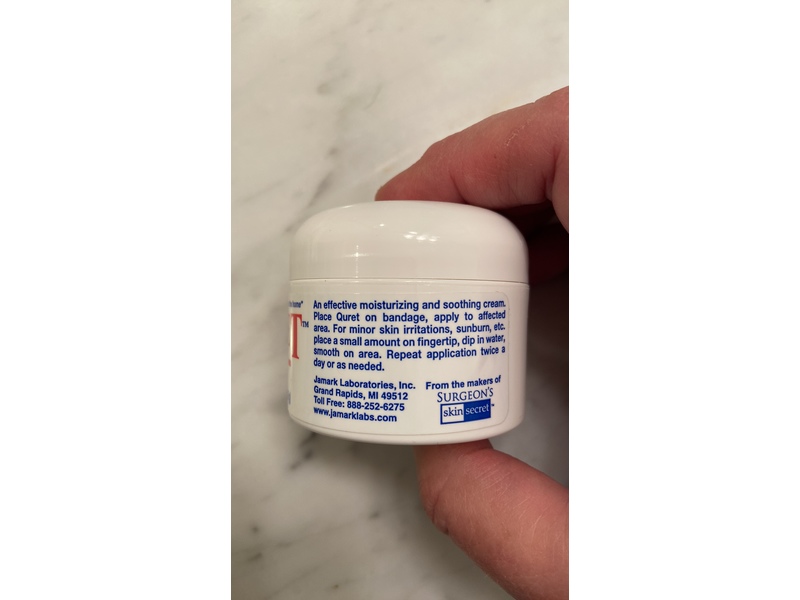 An effective moisturizing and soothing cream.
Place Quret on bandage, apply to affected
area. For minor skin irritations, sunburn, etc.
place a small amount on fingertip, dip in water,
smooth on area. Repeat application twice a
day or as needed.
Jamark Laboratories, Inc.
Grand Rapids, MI 49512
Toll Free: 888-252-6275
www.jamarklabs.com
From the makers of
SURGEON'S
skin secret™
home"
T™